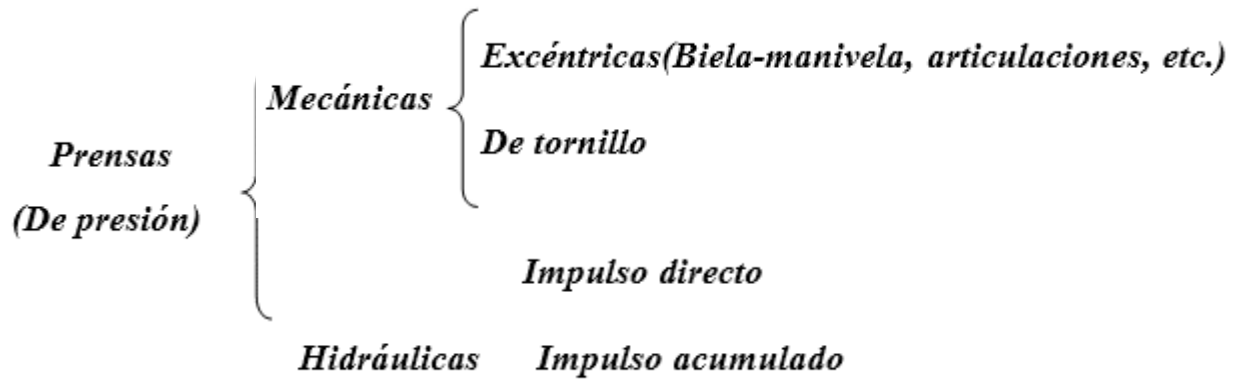 Excéntricas(Biela-manivela, articulaciones, etc.)
Mecánicas
De tornillo
Prensas
(De presión)
Impulso directo
Hidráulicas Impulso acumulado